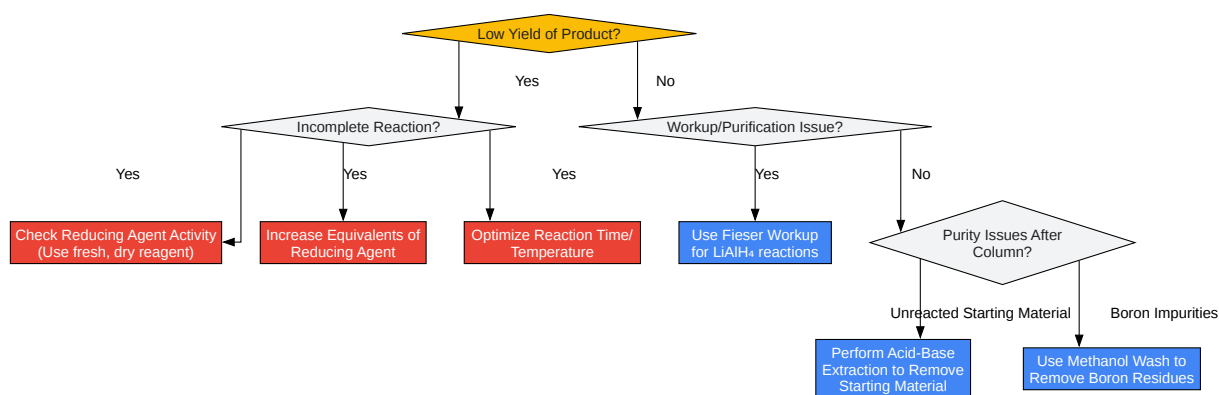 Low Yield of Product?
Yes
No
Incomplete Reaction?
Workup/Purification Issue?
Yes
Yes
Yes
Yes
No
Check Reducing Agent Activity
(Use fresh, dry reagent)
Increase Equivalents of
Reducing Agent
Optimize Reaction Time/
Temperature
Use Fieser Workup
for LiAlH₄ reactions
Purity Issues After
Column?
Unreacted Starting Material
Boron Impurities
Perform Acid-Base
Extraction to Remove
Starting Material
Use Methanol Wash to
Remove Boron Residues